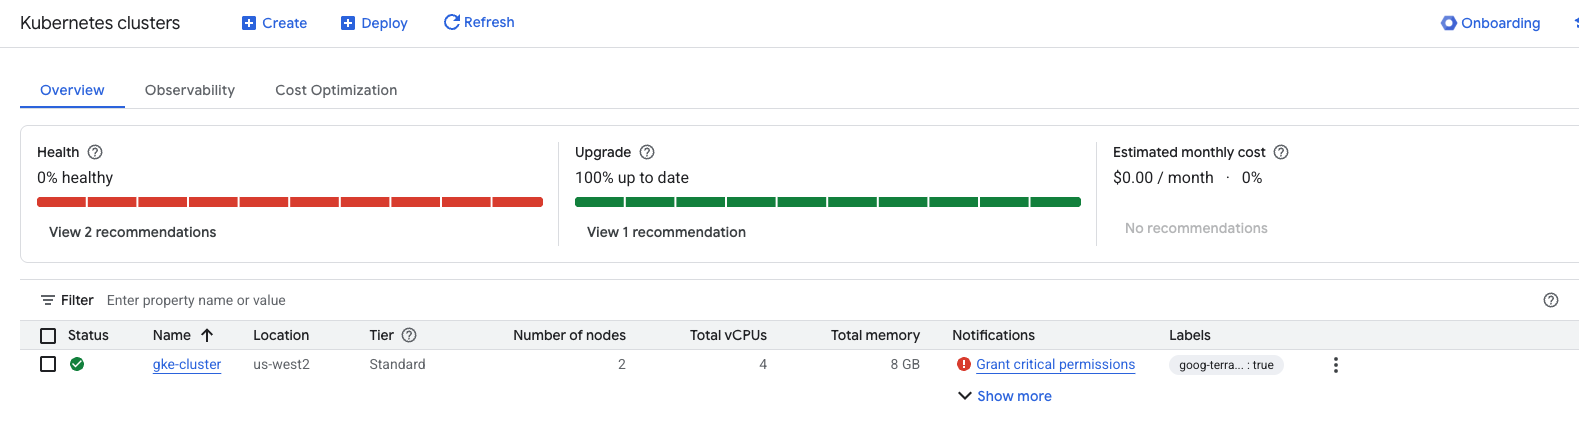 Kubernetes clusters Create Deploy Refresh Onboarding
Overview Observability Cost Optimization
Health
0% healthy
View 2 recommendations
Upgrade
100% up to date
View 1 recommendation
Estimated monthly cost
$0.00 / month · 0%
No recommendations
Filter Enter property name or value
Status Name Location Tier Number of nodes Total vCPUs Total memory Notifications Labels
gke-cluster us-west2 Standard 2 4 8 GB Grant critical permissions goog-terra... : true
Show more